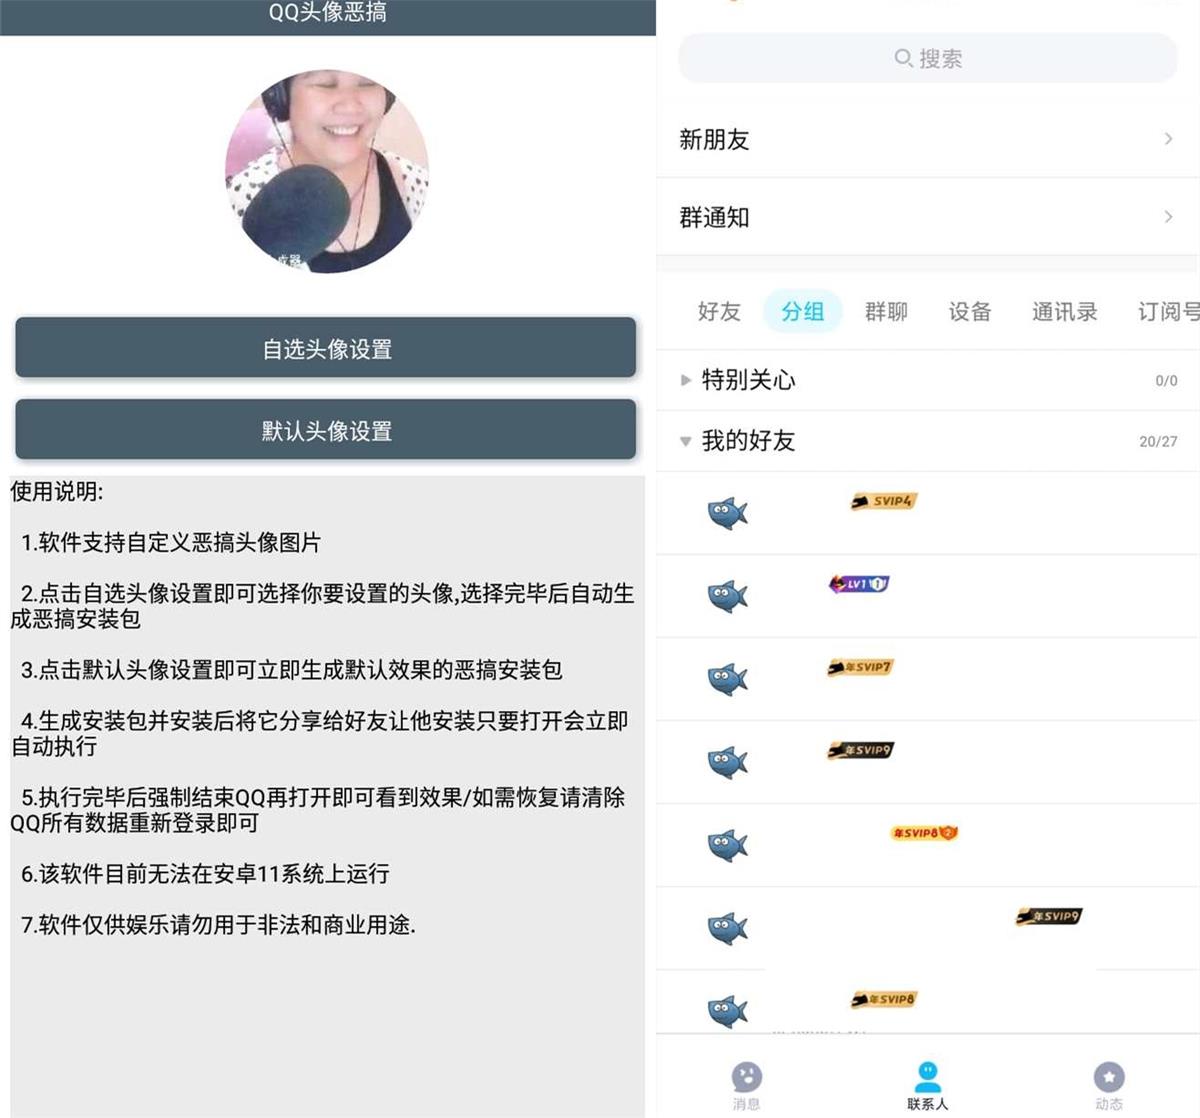 QQ头像恶搞
成器
自选头像设置
默认头像设置
使用说明:
1.软件支持自定义恶搞头像图片
2.点击自选头像设置即可选择你要设置的头像,选择完毕后自动生
成恶搞安装包
3.点击默认头像设置即可立即生成默认效果的恶搞安装包
4.生成安装包并安装后将它分享给好友让他安装只要打开会立即
自动执行
5.执行完毕后强制结束QQ再打开即可看到效果/如需恢复请清除
QQ所有数据重新登录即可
6.该软件目前无法在安卓11系统上运行
7.软件仅供娱乐请勿用于非法和商业用途.
搜索
新朋友
群通知
好友 分组 群聊 设备 通讯录 订阅号
特别关心 0/0
我的好友 20/27
SVIP4
LV1 1
年SVIP7
年SVIP9
年SVIP8 2
年SVIP9
年SVIP8
消息 联系人 动态